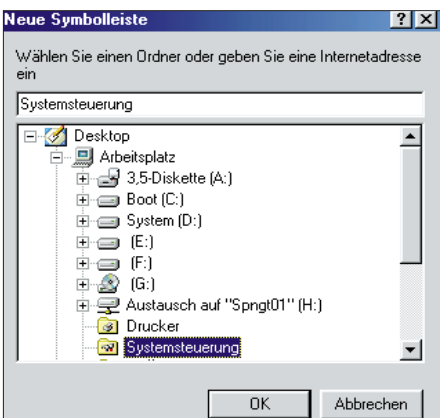 Neue Symbolleiste
Wählen Sie einen Ordner oder geben Sie eine Internetadresse
ein
Systemsteuerung
Desktop
Arbeitsplatz
3,5-Diskette (A:)
Boot (C:)
System (D:)
(E:)
(F:)
(G:)
Austausch auf "Spngt01" (H:)
Drucker
Systemsteuerung
OK Abbrechen